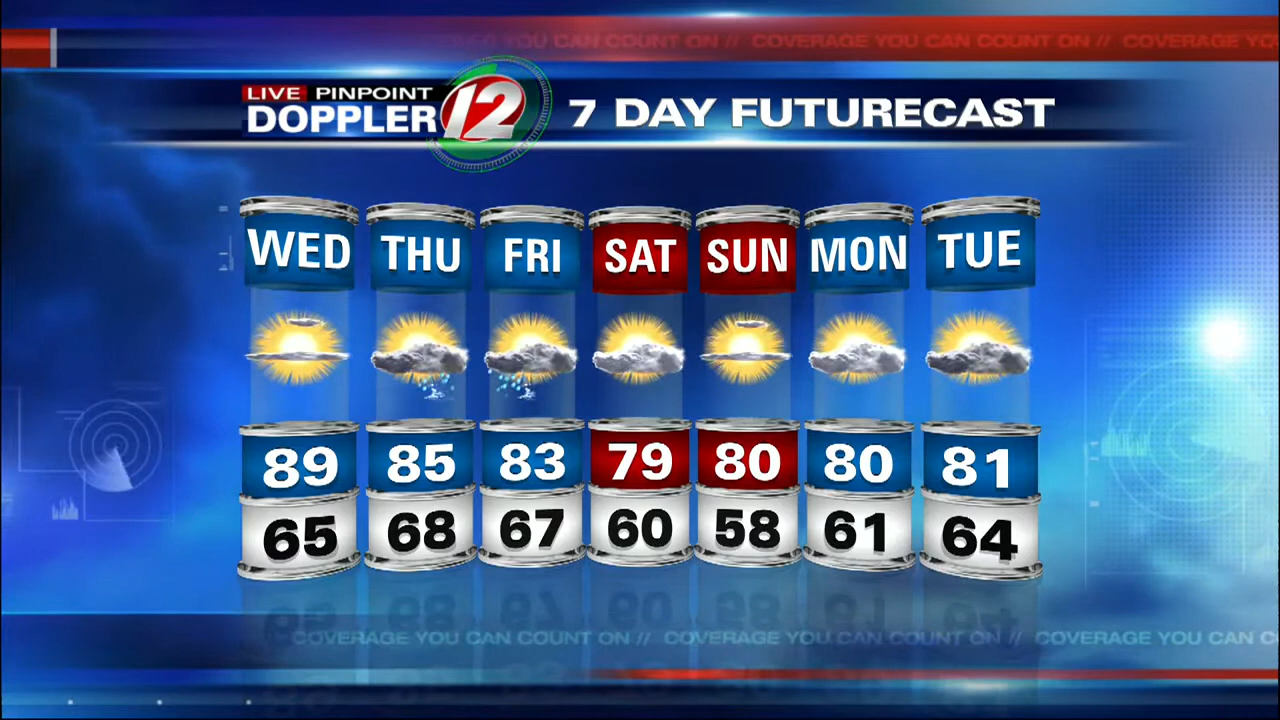 YOU CAN COUNT ON // COVERAGE YOU CAN COUNT ON // COVERAGE
LIVE PINPOINT
DOPPLER 12
7 DAY FUTURECAST
WED THU FRI SAT SUN MON TUE
89 85 83 79 80 80 81
65 68 67 60 58 61 64
COVERAGE YOU CAN COUNT ON // COVERAGE YOU CAN COUNT ON // COVERAGE YOU CAN C